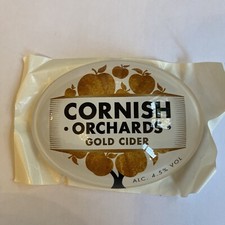 CORNISH
• ORCHARDS •
GOLD CIDER
ALC. 4.5% VOL